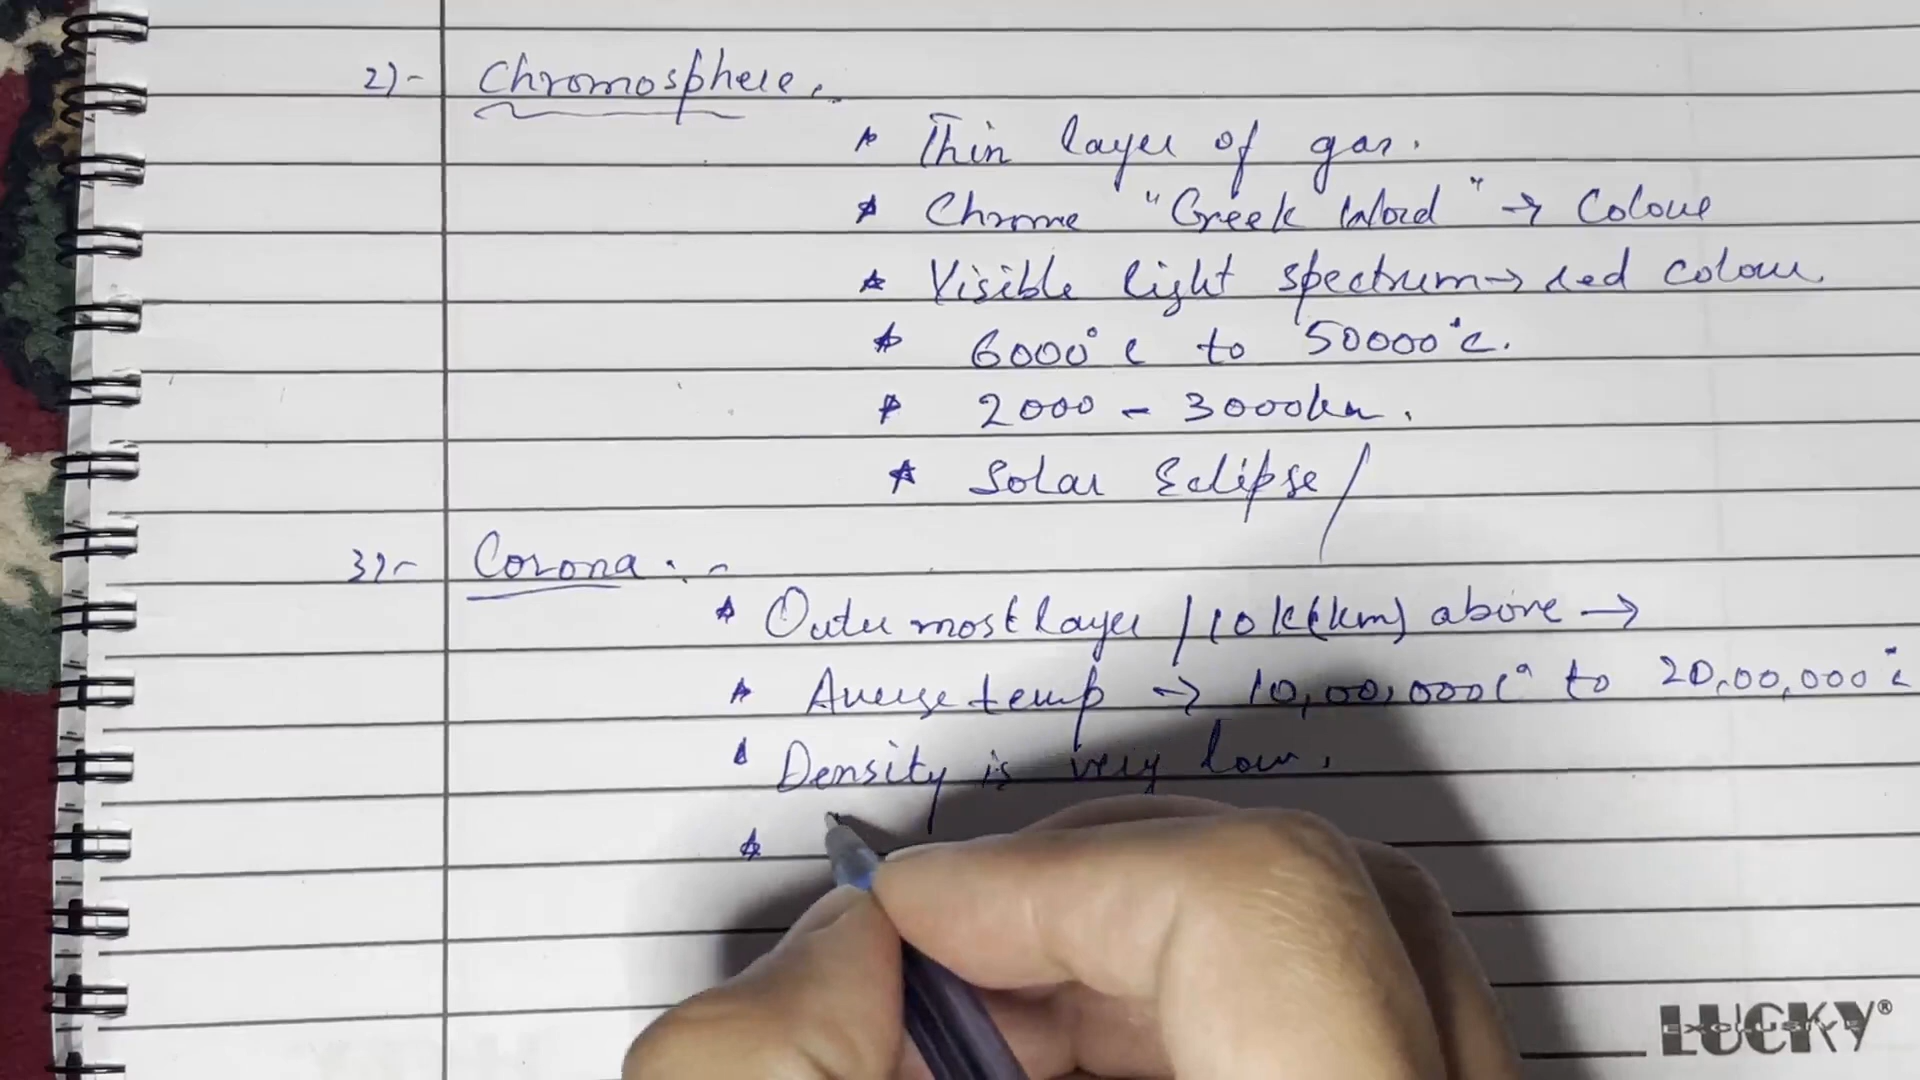 2)- Chromosphere :-
* Thin layer of gas.
* Chrome "Greek Word" → Colour
* Visible light spectrum → red colour.
* 6000°c to 50000°c.
* 2000 - 3000km.
* Solar Eclipse /
3)- Corona :-
* Outer most layer / 10 k(km) above →
* Average temp → 10,00,000c° to 20,00,000°c
* Density is very low.
*
LUCKY®
EXCLUSIVE